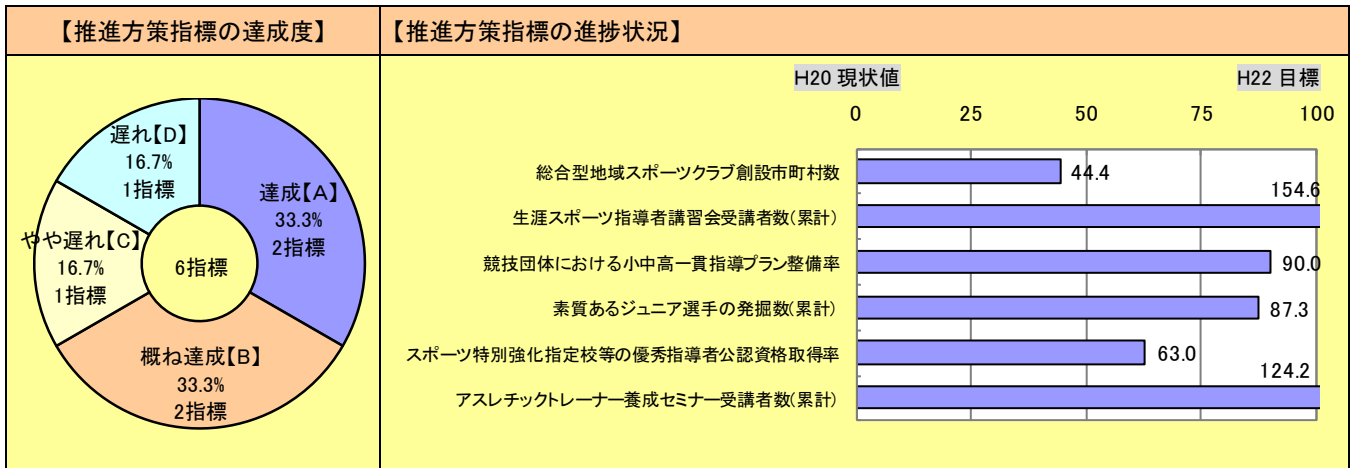 【推進方策指標の達成度】
【推進方策指標の進捗状況】
遅れ【D】
16.7%
1指標
達成【A】
33.3%
2指標
やや遅れ【C】
16.7%
1指標
6指標
概ね達成【B】
33.3%
2指標
H20 現状値
H22 目標
0 25 50 75 100
総合型地域スポーツクラブ創設市町村数 44.4
生涯スポーツ指導者講習会受講者数(累計) 154.6
競技団体における小中高一貫指導プラン整備率 90.0
素質あるジュニア選手の発掘数(累計) 87.3
スポーツ特別強化指定校等の優秀指導者公認資格取得率 63.0
アスレチックトレーナー養成セミナー受講者数(累計) 124.2